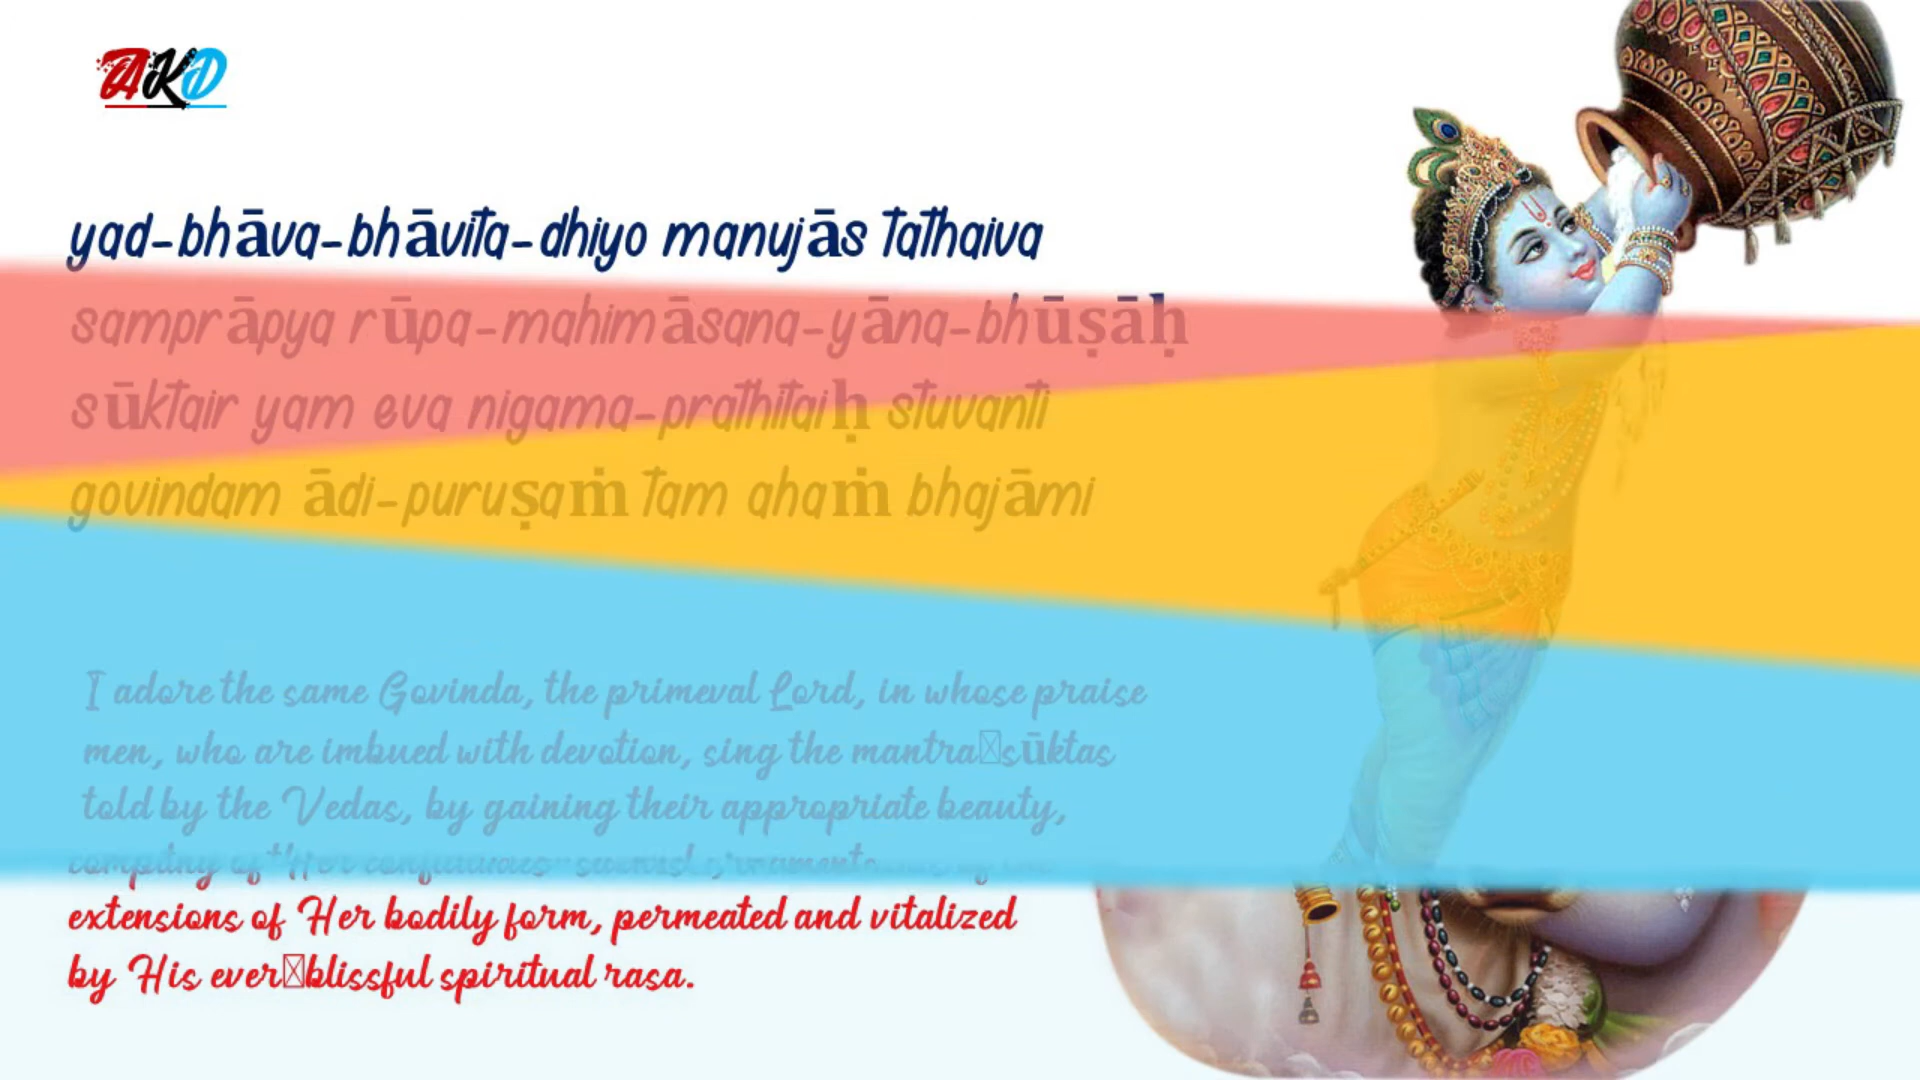 AKD
yad-bhāva-bhāvita-dhiyo manujās tathaiva
samprāpya rūpa-mahimāsana-yāna-bhūṣāḥ
sūktair yam eva nigama-prathitaiḥ stuvanti
govindam ādi-puruṣaṁ tam ahaṁ bhajāmi
I adore the same Govinda, the primeval Lord, in whose praise
men, who are imbued with devotion, sing the mantra▯sūktas
told by the Vedas, by gaining their appropriate beauty,
extensions of Her bodily form, permeated and vitalized
by His ever▯blissful spiritual rasa.